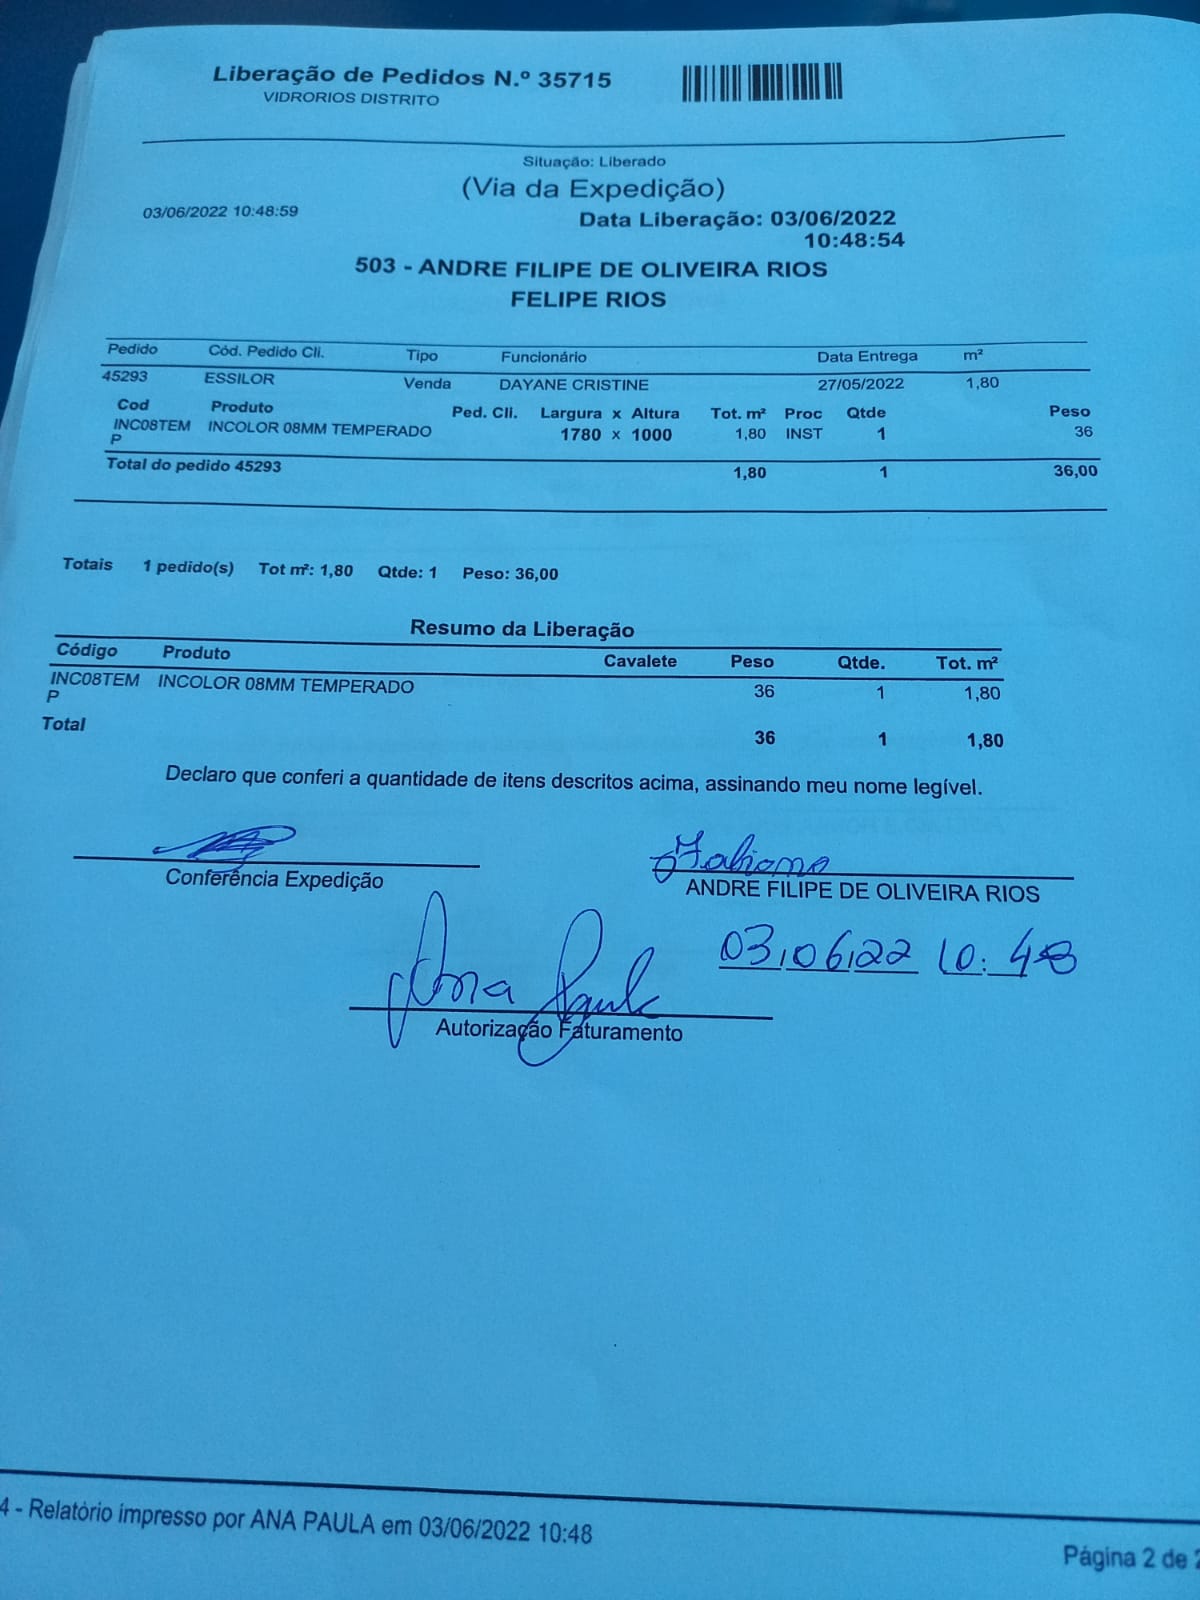 Liberação de Pedidos N.º 35715
VIDRORIOS DISTRITO
Situação: Liberado
(Via da Expedição)
03/06/2022 10:48:59
Data Liberação: 03/06/2022
10:48:54
503 - ANDRE FILIPE DE OLIVEIRA RIOS
FELIPE RIOS
Pedido Cód. Pedido Cli. Tipo Funcionário Data Entrega m²
45293 ESSILOR Venda DAYANE CRISTINE 27/05/2022 1,80
Cod Produto Ped. Cli. Largura x Altura Tot. m² Proc Qtde Peso
INC08TEM INCOLOR 08MM TEMPERADO 1780 x 1000 1,80 INST 1 36
P
Total do pedido 45293 1,80 1 36,00
Totais 1 pedido(s) Tot m²: 1,80 Qtde: 1 Peso: 36,00
Resumo da Liberação
Código Produto Cavalete Peso Qtde. Tot. m²
INC08TEM INCOLOR 08MM TEMPERADO 36 1 1,80
P
Total 36 1 1,80
Declaro que conferi a quantidade de itens descritos acima, assinando meu nome legível.
Fabiano
Conferência Expedição ANDRE FILIPE DE OLIVEIRA RIOS
03,06,22 10:48
Ana Paula
Autorização Faturamento
4 - Relatório impresso por ANA PAULA em 03/06/2022 10:48
Página 2 de 2